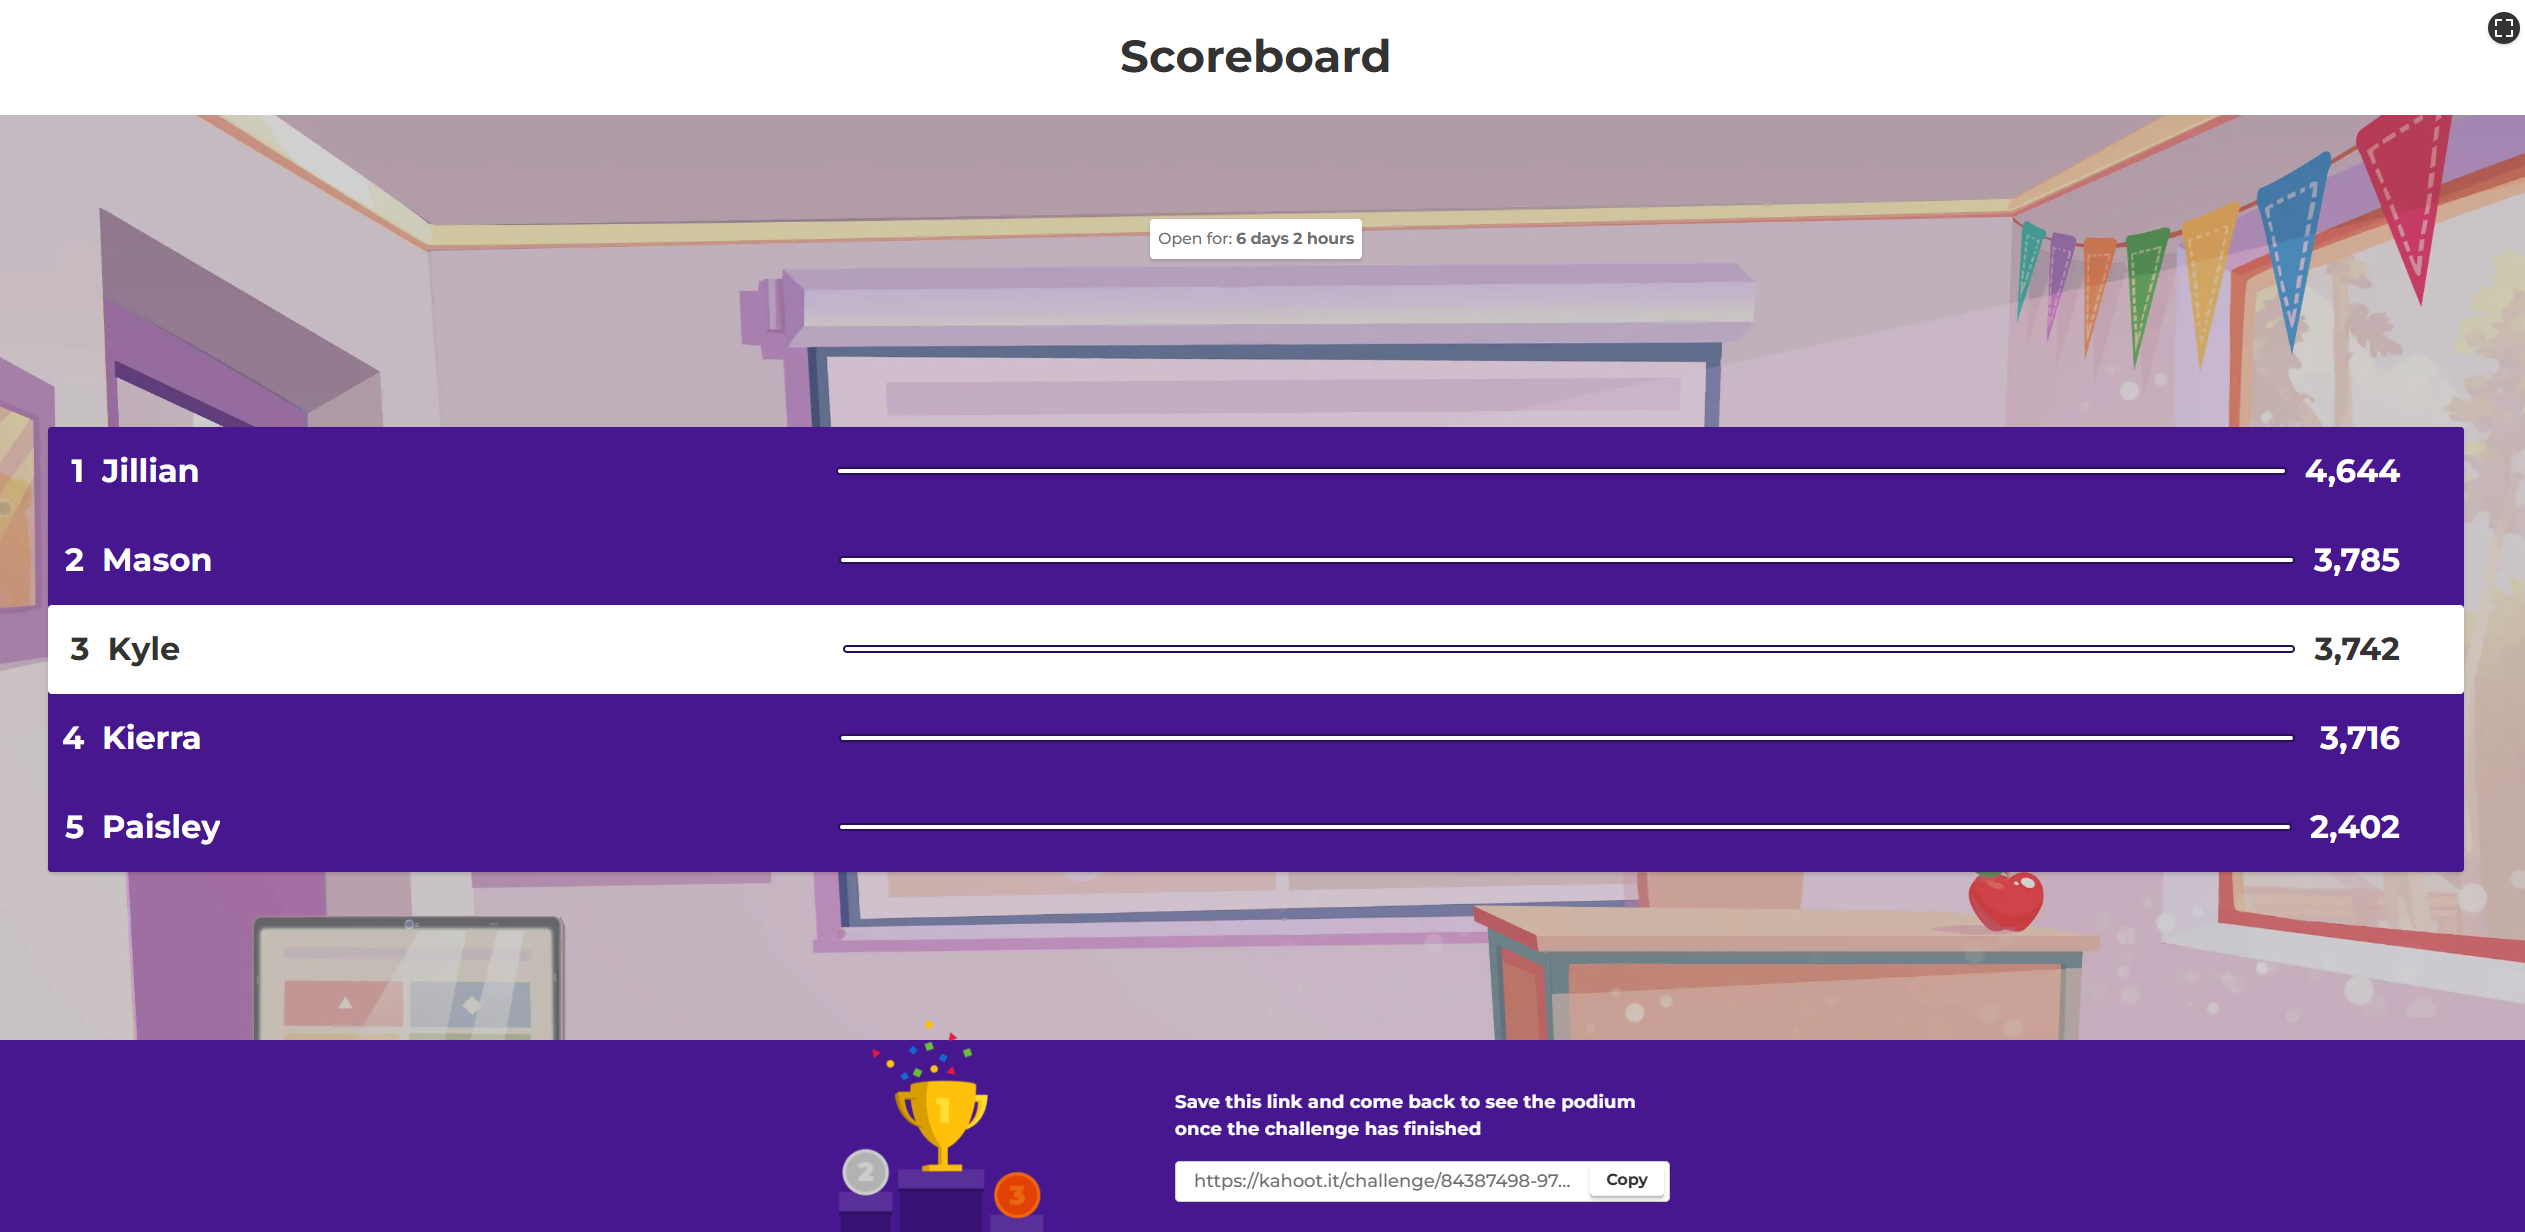 Scoreboard
Open for: 6 days 2 hours
1 Jillian 4,644
2 Mason 3,785
3 Kyle 3,742
4 Kierra 3,716
5 Paisley 2,402
1
2
3
Save this link and come back to see the podium
once the challenge has finished
https://kahoot.it/challenge/84387498-97... Copy